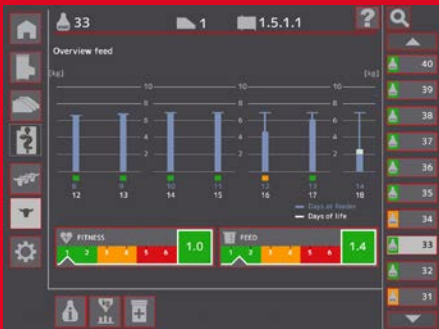 33 1 1.5.1.1 ?
Overview feed
[kg] [kg]
10 10 10
8 8 8
6 6 6
4 4 4
2 2 2
8 9 10 11 12 13 14
12 13 14 15 16 17 18
Days at feeder
Days of life
FITNESS 1.0
1 2 3 4 5 6
FEED 1.4
1 2 3 4 5 6
40
39
38
37
36
35
34
33
32
31